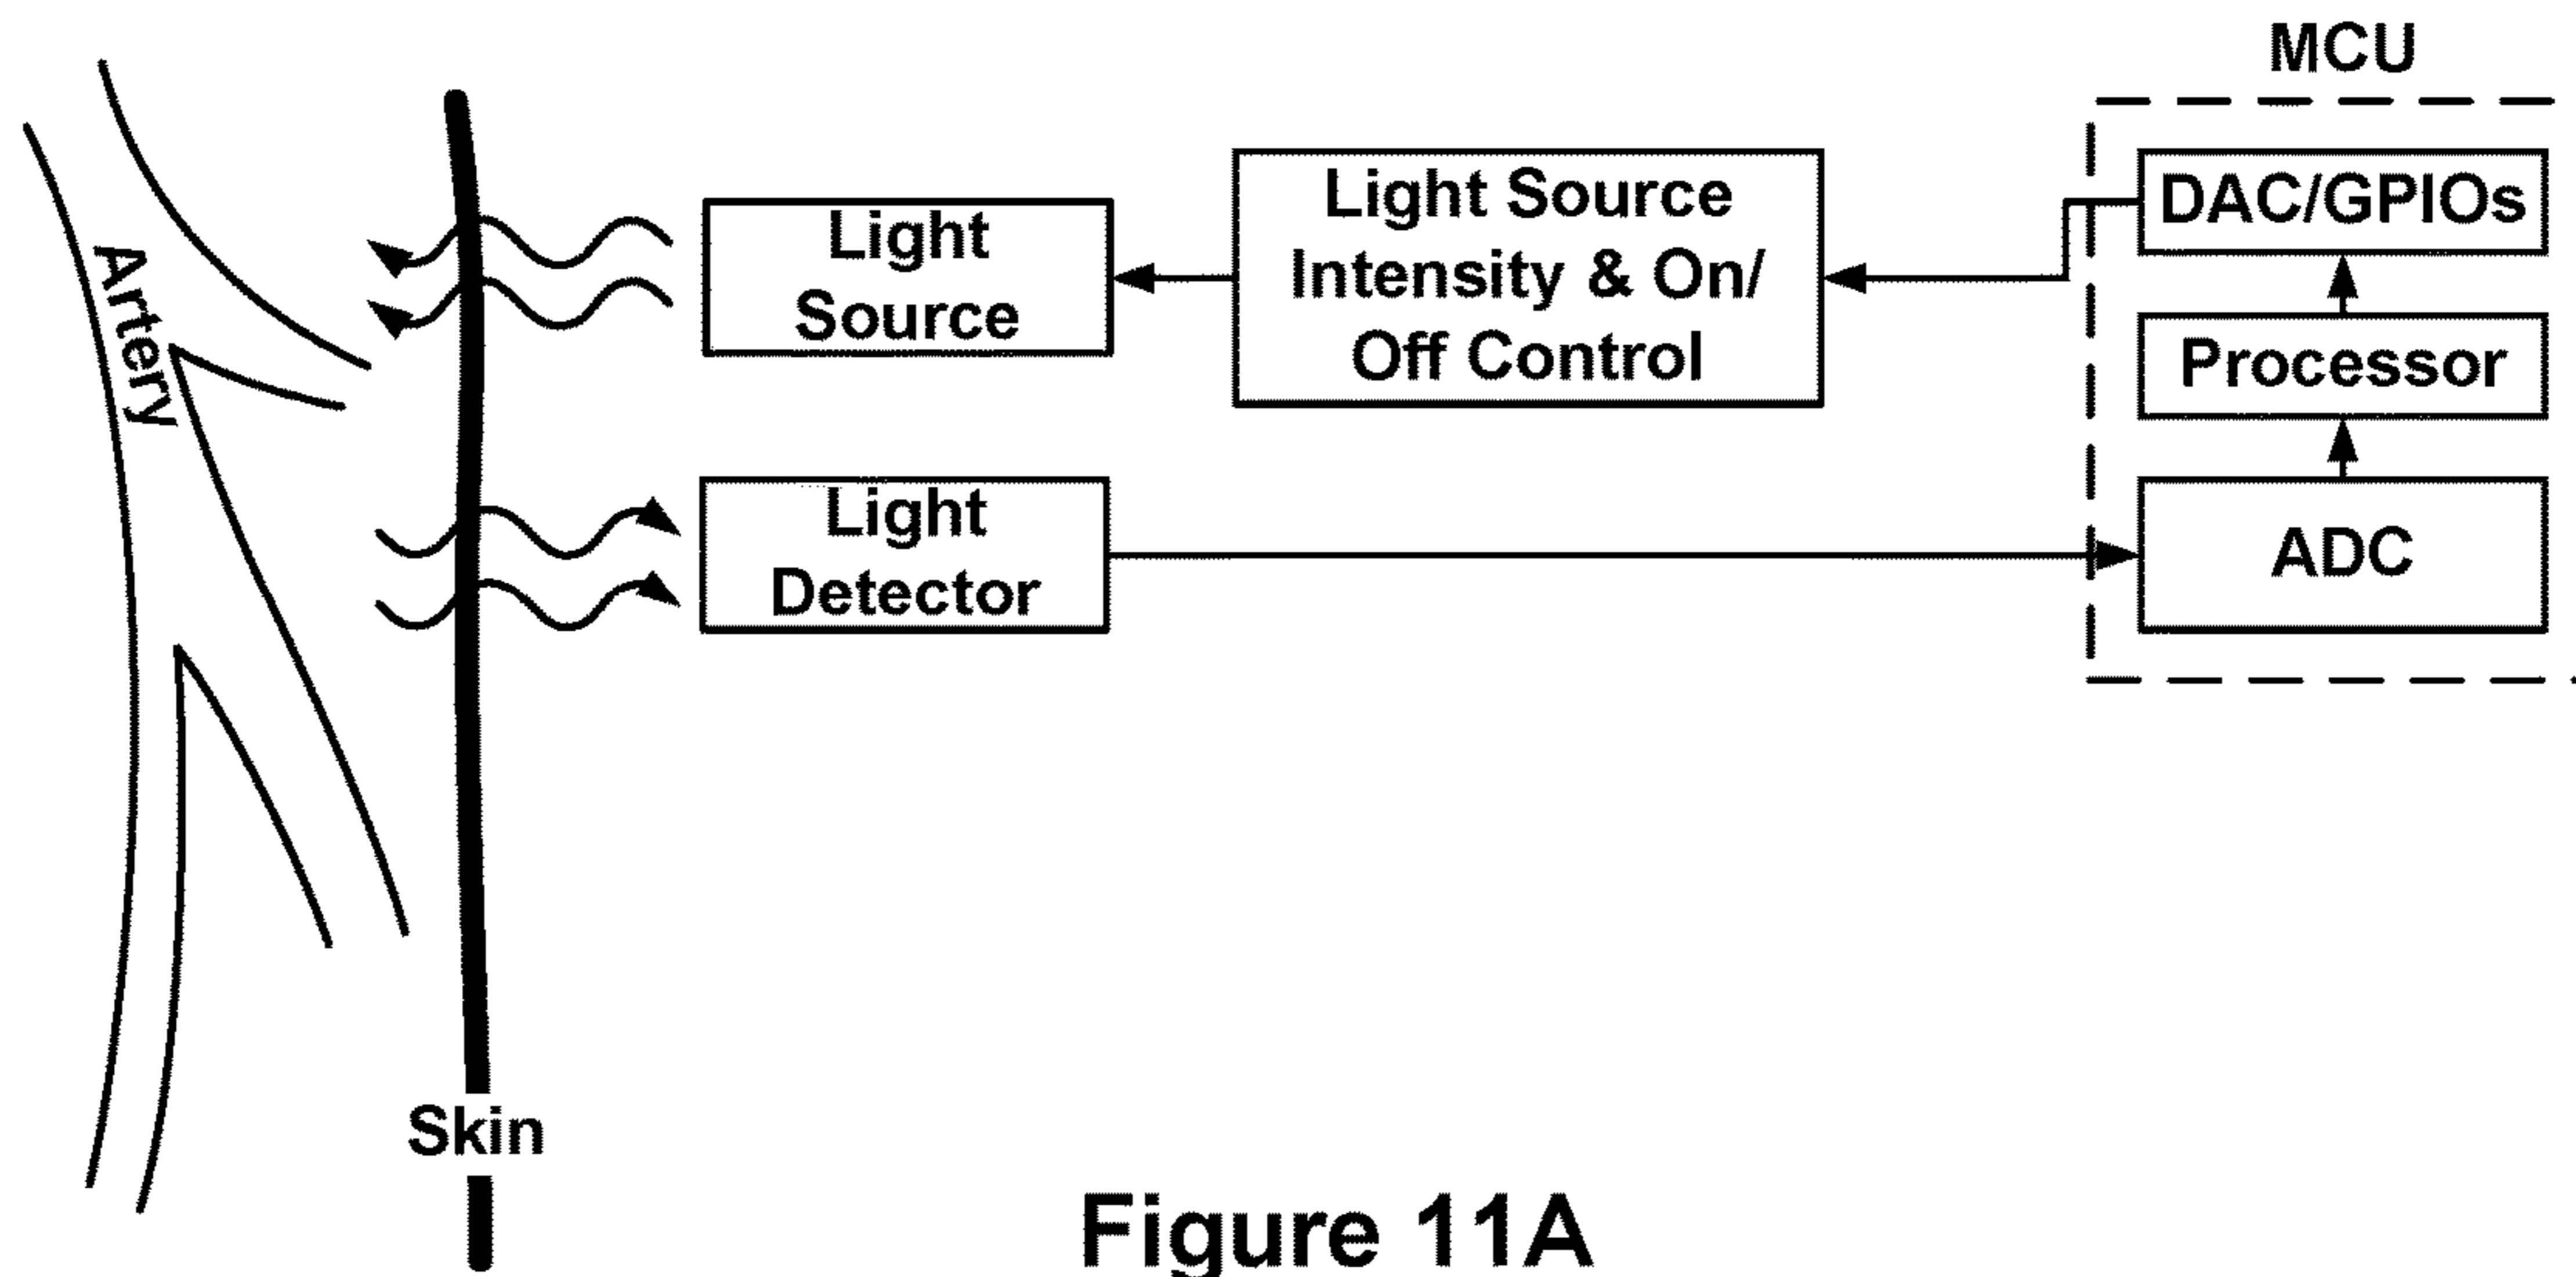 MCU
Artery
Light
Source
Light Source
Intensity & On/
Off Control
DAC/GPIOs
Processor
Light
Detector
ADC
Skin
Figure 11A